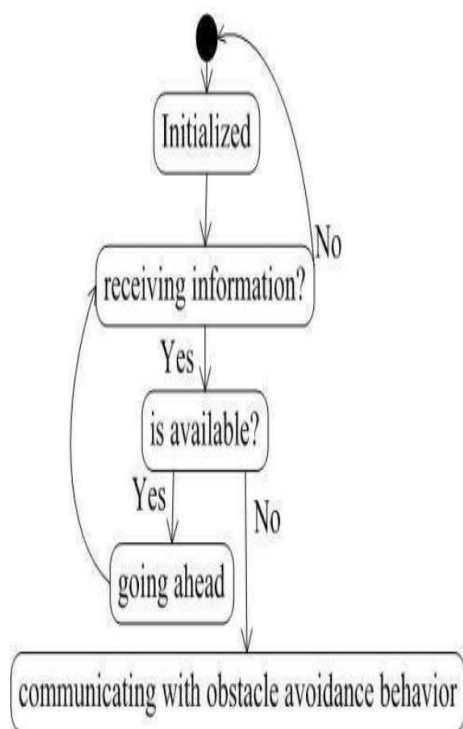 Initialized
No
receiving information?
Yes
is available?
Yes
No
going ahead
communicating with obstacle avoidance behavior